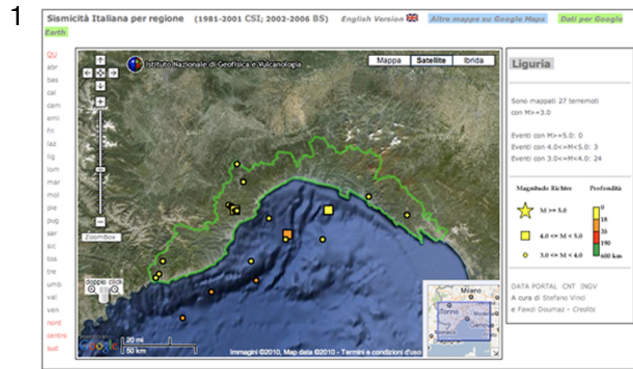 1
Sismicità Italiana per regione (1981-2001 CSI; 2002-2006 BS) English Version Altre mappe su Google Maps Dati per Google
Earth
abr
bas
cal
cam
emi
fri
laz
lig
lom
mar
mol
pie
pug
sar
sic
tos
tre
umb
val
ven
nord
centro
sud
Istituto Nazionale di Geofisica e Vulcanologia
Mappa Satellite Ibrida
ZoomBox
doppio click
20 mi
50 km
Google
Immagini ©2010, Map data ©2010 - Termini e condizioni d'uso
Milano
Torino
Genova
Liguria
Sono mappati 27 terremoti
con M>=3.0
Eventi con M>=5.0: 0
Eventi con 4.0<=M<5.0: 3
Eventi con 3.0<=M<4.0: 24
Magnitudo Richter Profondità
M >= 5.0
4.0 <= M < 5.0
3.0 <= M < 4.0
0
18
26
190
600 km
DATA PORTAL CNT INGV
A cura di Stefano Vinci
e Fawzi Doumaz - Credits